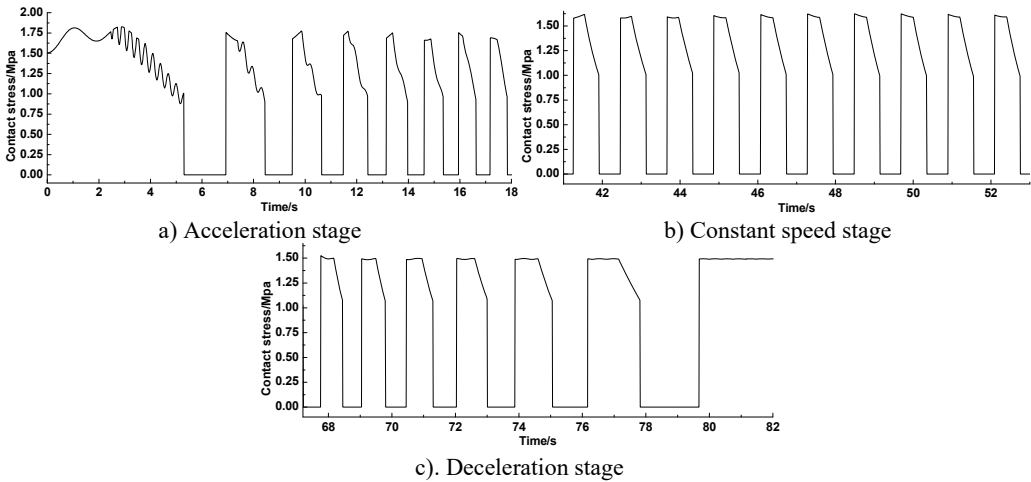 2.00
1.75
1.50
1.25
1.00
0.75
0.50
0.25
0.00
Contact stress/Mpa
0 2 4 6 8 10 12 14 16 18
Time/s
a) Acceleration stage
1.50
1.25
1.00
0.75
0.50
0.25
0.00
Contact stress/Mpa
42 44 46 48 50 52
Time/s
b) Constant speed stage
1.50
1.25
1.00
0.75
0.50
0.25
0.00
Contact stress/Mpa
68 70 72 74 76 78 80 82
Time/s
c). Deceleration stage